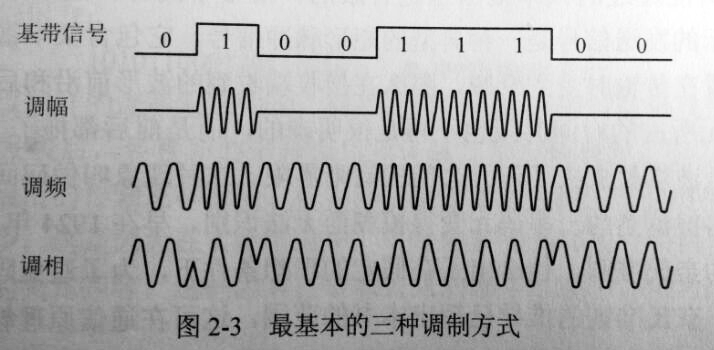 基带信号
0 1 0 0 1 1 1 0 0
调幅
调频
调相
图 2-3 最基本的三种调制方式